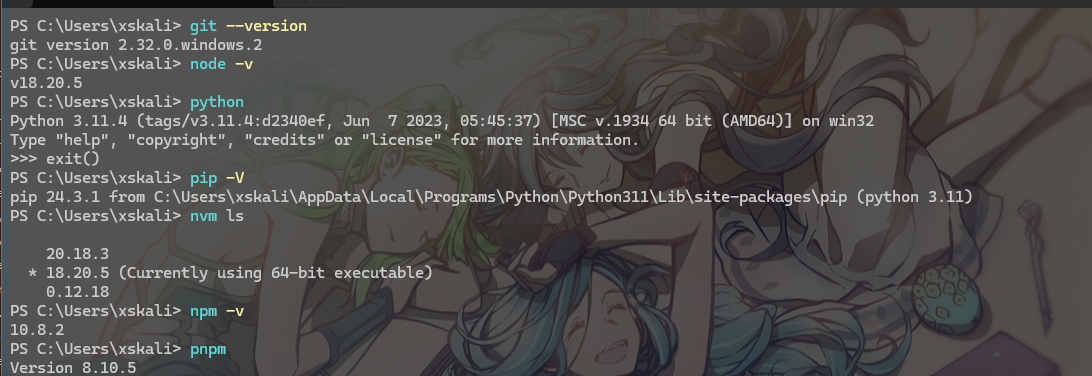 PS C:\Users\xskali> git --version
git version 2.32.0.windows.2
PS C:\Users\xskali> node -v
v18.20.5
PS C:\Users\xskali> python
Python 3.11.4 (tags/v3.11.4:d2340ef, Jun  7 2023, 05:45:37) [MSC v.1934 64 bit (AMD64)] on win32
Type "help", "copyright", "credits" or "license" for more information.
>>> exit()
PS C:\Users\xskali> pip -V
pip 24.3.1 from C:\Users\xskali\AppData\Local\Programs\Python\Python311\Lib\site-packages\pip (python 3.11)
PS C:\Users\xskali> nvm ls
    20.18.3
  * 18.20.5 (Currently using 64-bit executable)
    0.12.18
PS C:\Users\xskali> npm -v
10.8.2
PS C:\Users\xskali> pnpm
Version 8.10.5